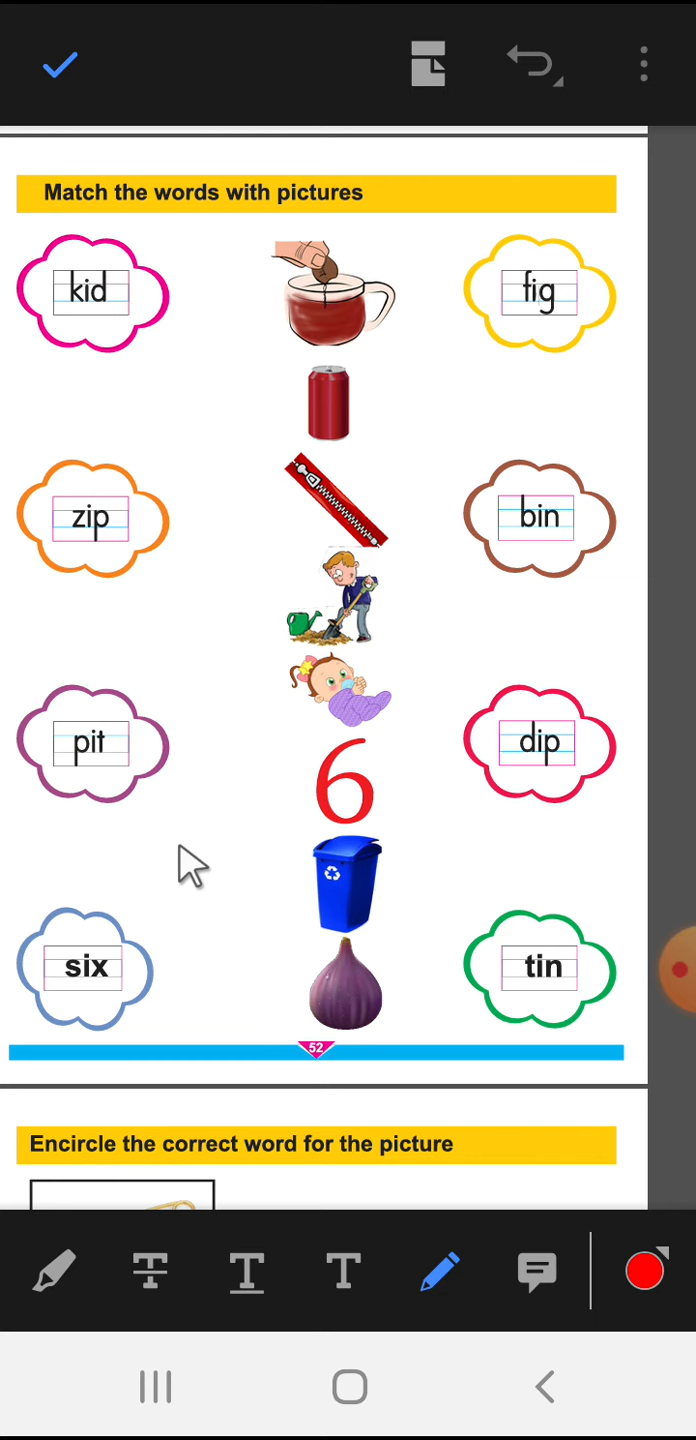 Match the words with pictures
kid
fig
zip
bin
pit
dip
6
six
tin
52
Encircle the correct word for the picture